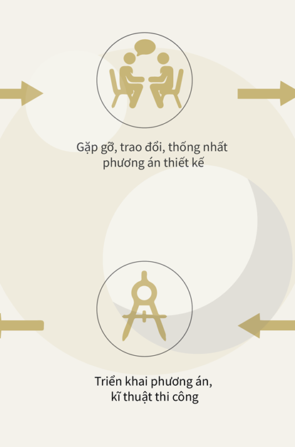 Gặp gỡ, trao đổi, thống nhất
phương án thiết kế
Triển khai phương án,
kĩ thuật thi công